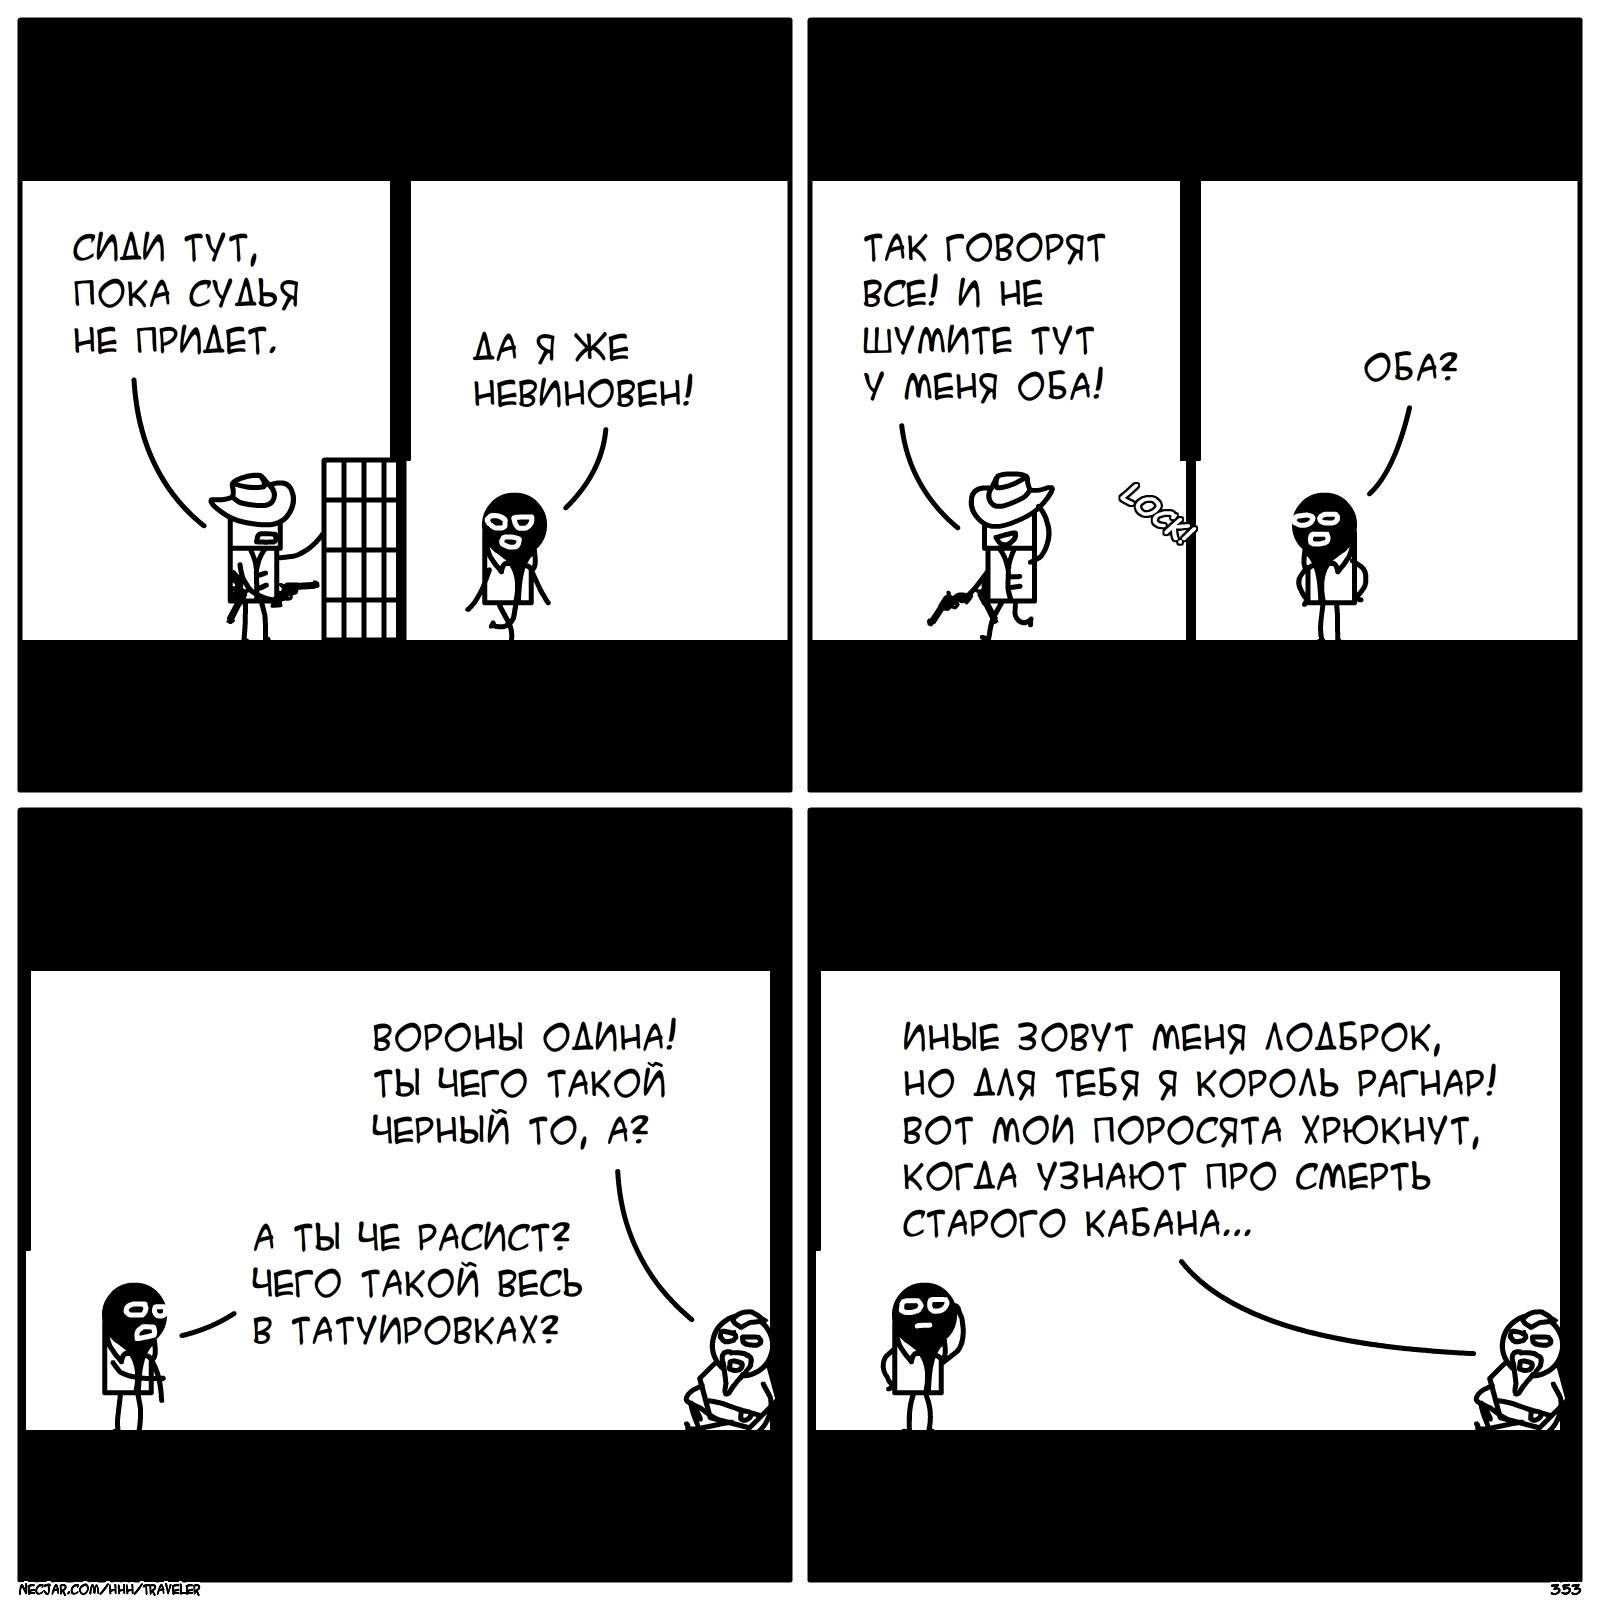 СИДИ ТУТ,
ПОКА СУДЬЯ
НЕ ПРИДЕТ.
ДА Я ЖЕ
НЕВИНОВЕН!
ТАК ГОВОРЯТ
ВСЕ! И НЕ
ШУМИТЕ ТУТ
У МЕНЯ ОБА!
LOCK!
ОБА?
ВОРОНЫ ОДИНА!
ТЫ ЧЕГО ТАКОЙ
ЧЕРНЫЙ ТО, А?
А ТЫ ЧЕ РАСИСТ?
ЧЕГО ТАКОЙ ВЕСЬ
В ТАТУИРОВКАХ?
ИНЫЕ ЗОВУТ МЕНЯ ЛОДБРОК,
НО ДЛЯ ТЕБЯ Я КОРОЛЬ РАГНАР!
ВОТ МОИ ПОРОСЯТА ХРЮКНУТ,
КОГДА УЗНАЮТ ПРО СМЕРТЬ
СТАРОГО КАБАНА...
NECJAR.COM/HHH/TRAVELER
353